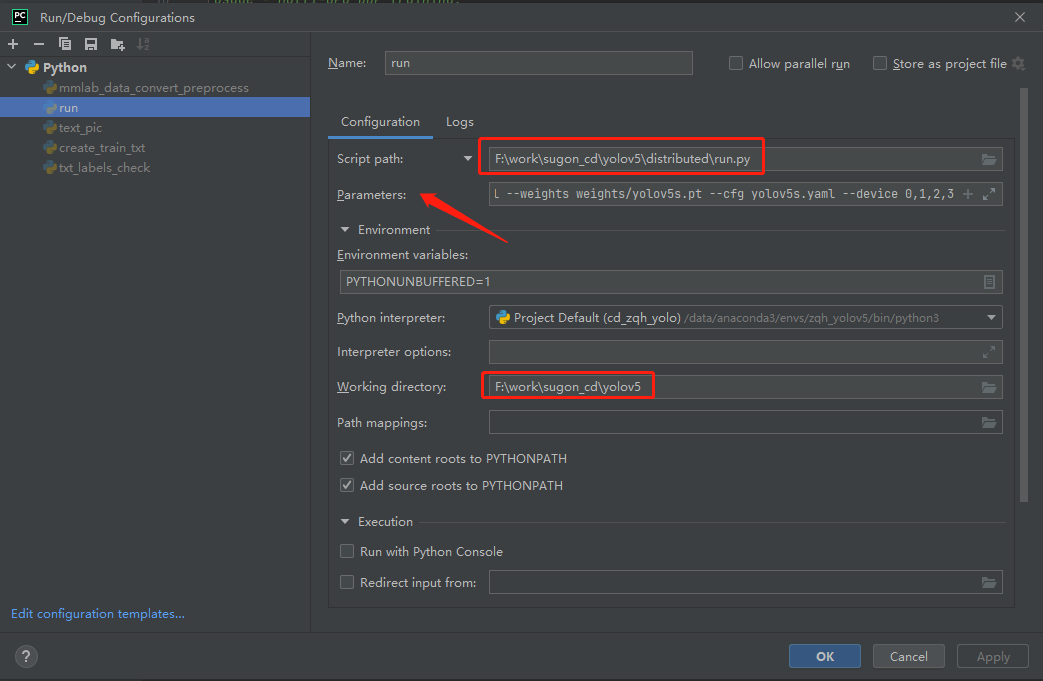 PC Run/Debug Configurations
Python
mmlab_data_convert_preprocess
run
text_pic
create_train_txt
txt_labels_check
Edit configuration templates...
Name: run Allow parallel run Store as project file
Configuration Logs
Script path: F:\work\sugon_cd\yolov5\distributed\run.py
Parameters: --weights weights/yolov5s.pt --cfg yolov5s.yaml --device 0,1,2,3
Environment
Environment variables:
PYTHONUNBUFFERED=1
Python interpreter: Project Default (cd_zqh_yolo) /data/anaconda3/envs/zqh_yolov5/bin/python3
Interpreter options:
Working directory: F:\work\sugon_cd\yolov5
Path mappings:
Add content roots to PYTHONPATH
Add source roots to PYTHONPATH
Execution
Run with Python Console
Redirect input from:
? OK Cancel Apply